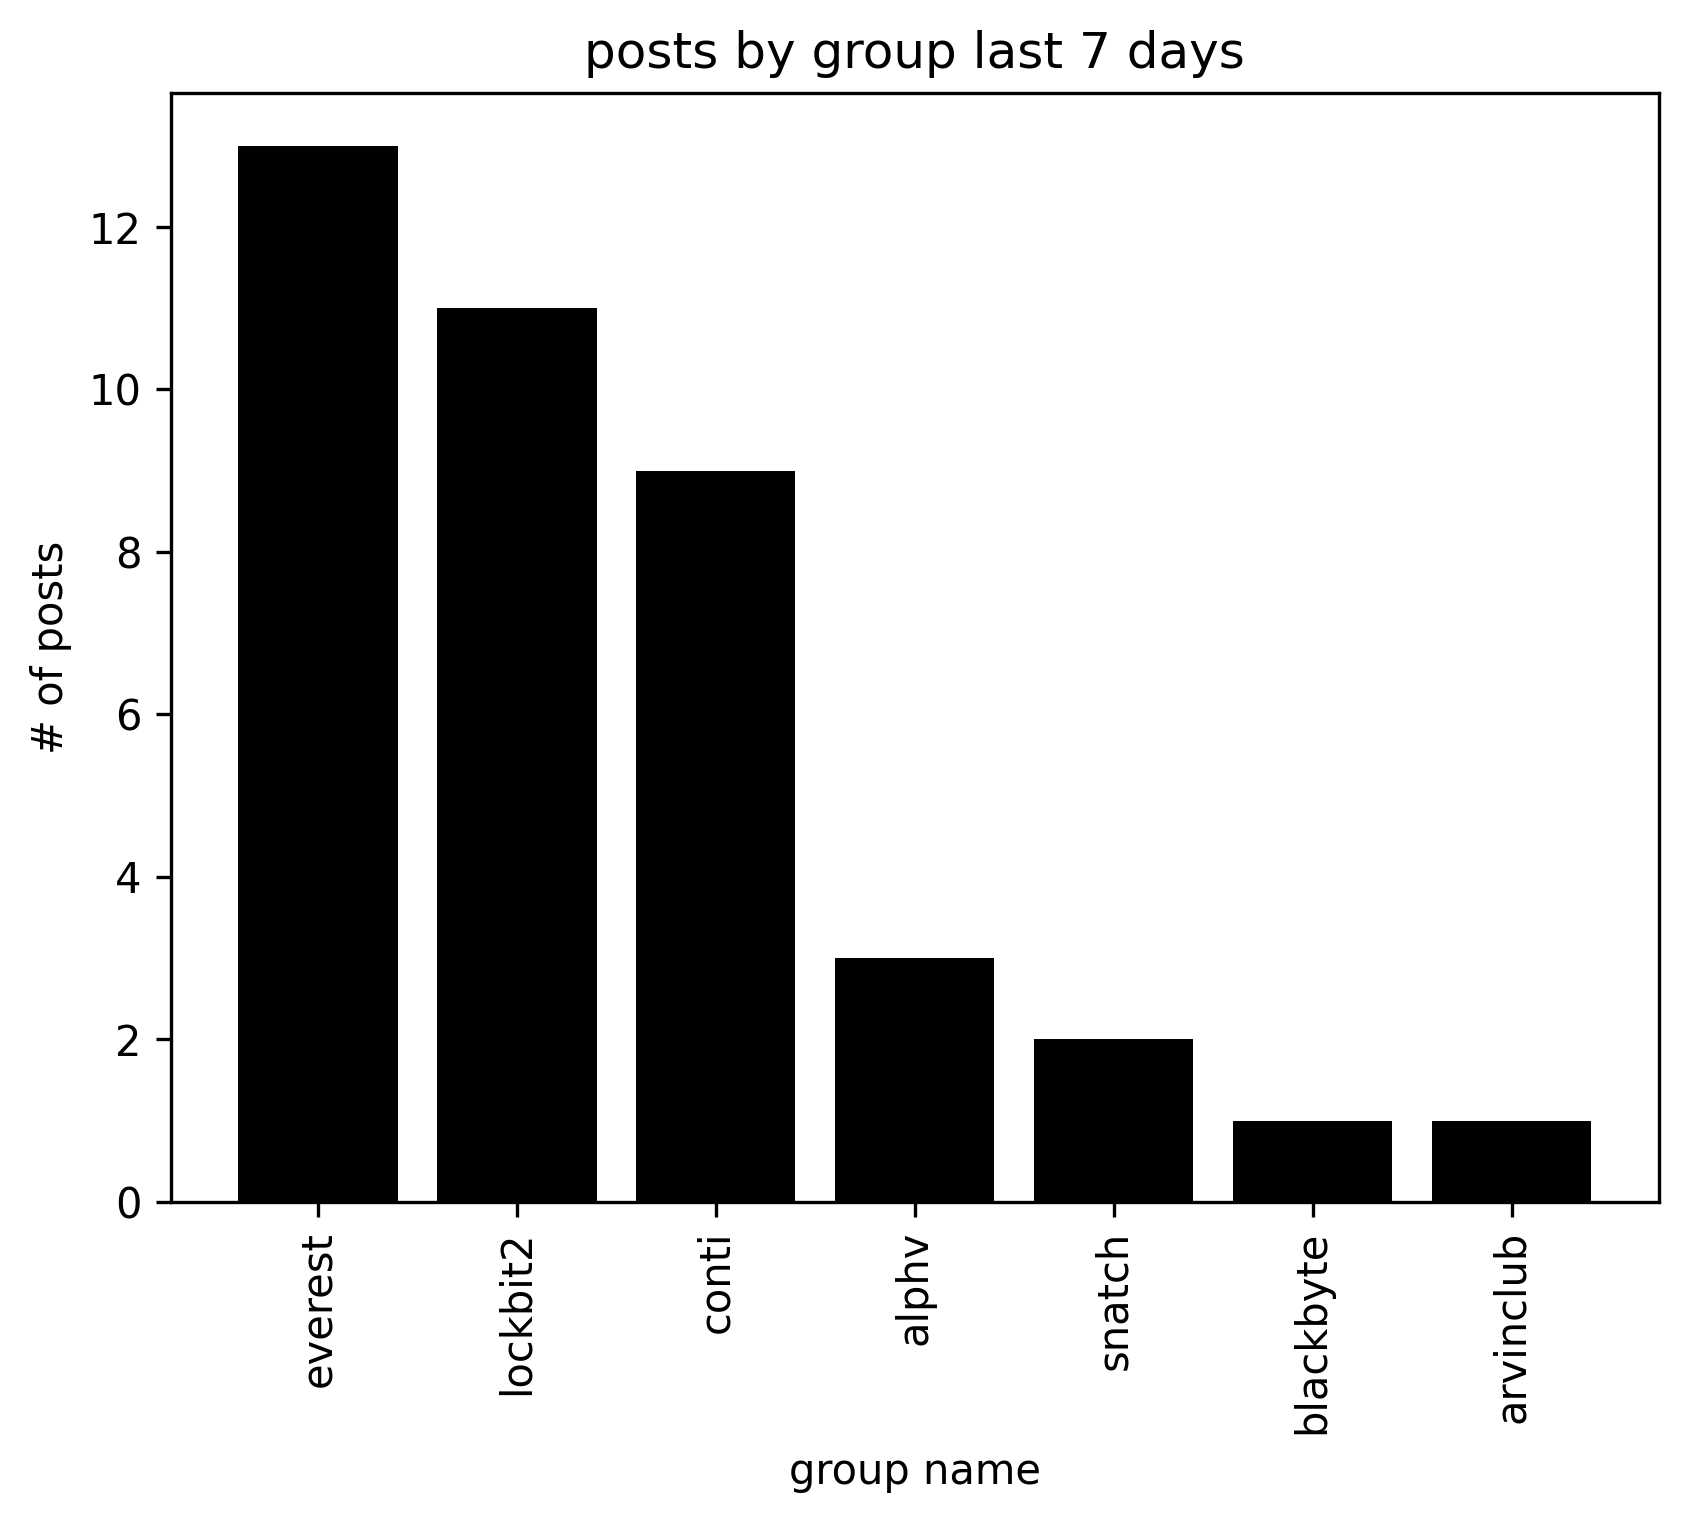 posts by group last 7 days
# of posts
12
10
8
6
4
2
0
everest
lockbit2
conti
alphv
snatch
blackbyte
arvinclub
group name